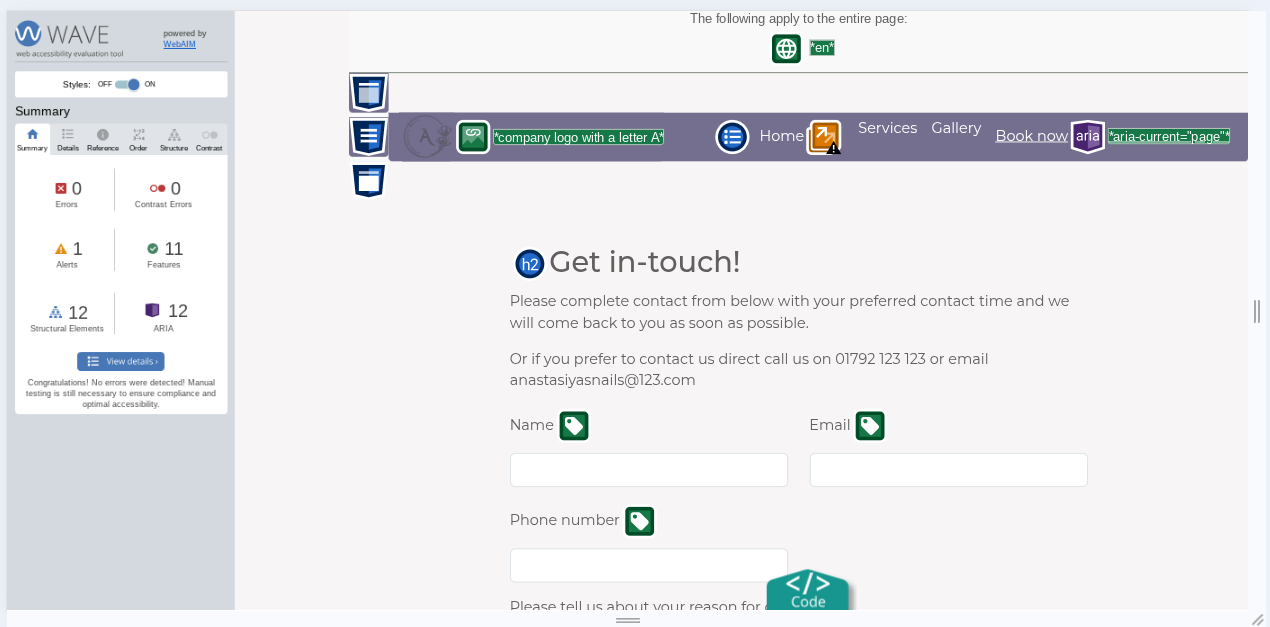 The following apply to the entire page:
*en*
WAVE
web accessibility evaluation tool
powered by
WebAIM
Styles: OFF ON
Summary
Summary Details Reference Order Structure Contrast
0
Errors
0
Contrast Errors
1
Alerts
11
Features
12
Structural Elements
12
ARIA
View details ›
Congratulations! No errors were detected! Manual
testing is still necessary to ensure compliance and
optimal accessibility.
A *company logo with a letter A* Home Services Gallery Book now aria *aria-current="page"*
h2 Get in-touch!
Please complete contact from below with your preferred contact time and we
will come back to you as soon as possible.
Or if you prefer to contact us direct call us on 01792 123 123 or email
anastasiyasnails@123.com
Name
Email
Phone number
Please tell us about your reason for
</> Code